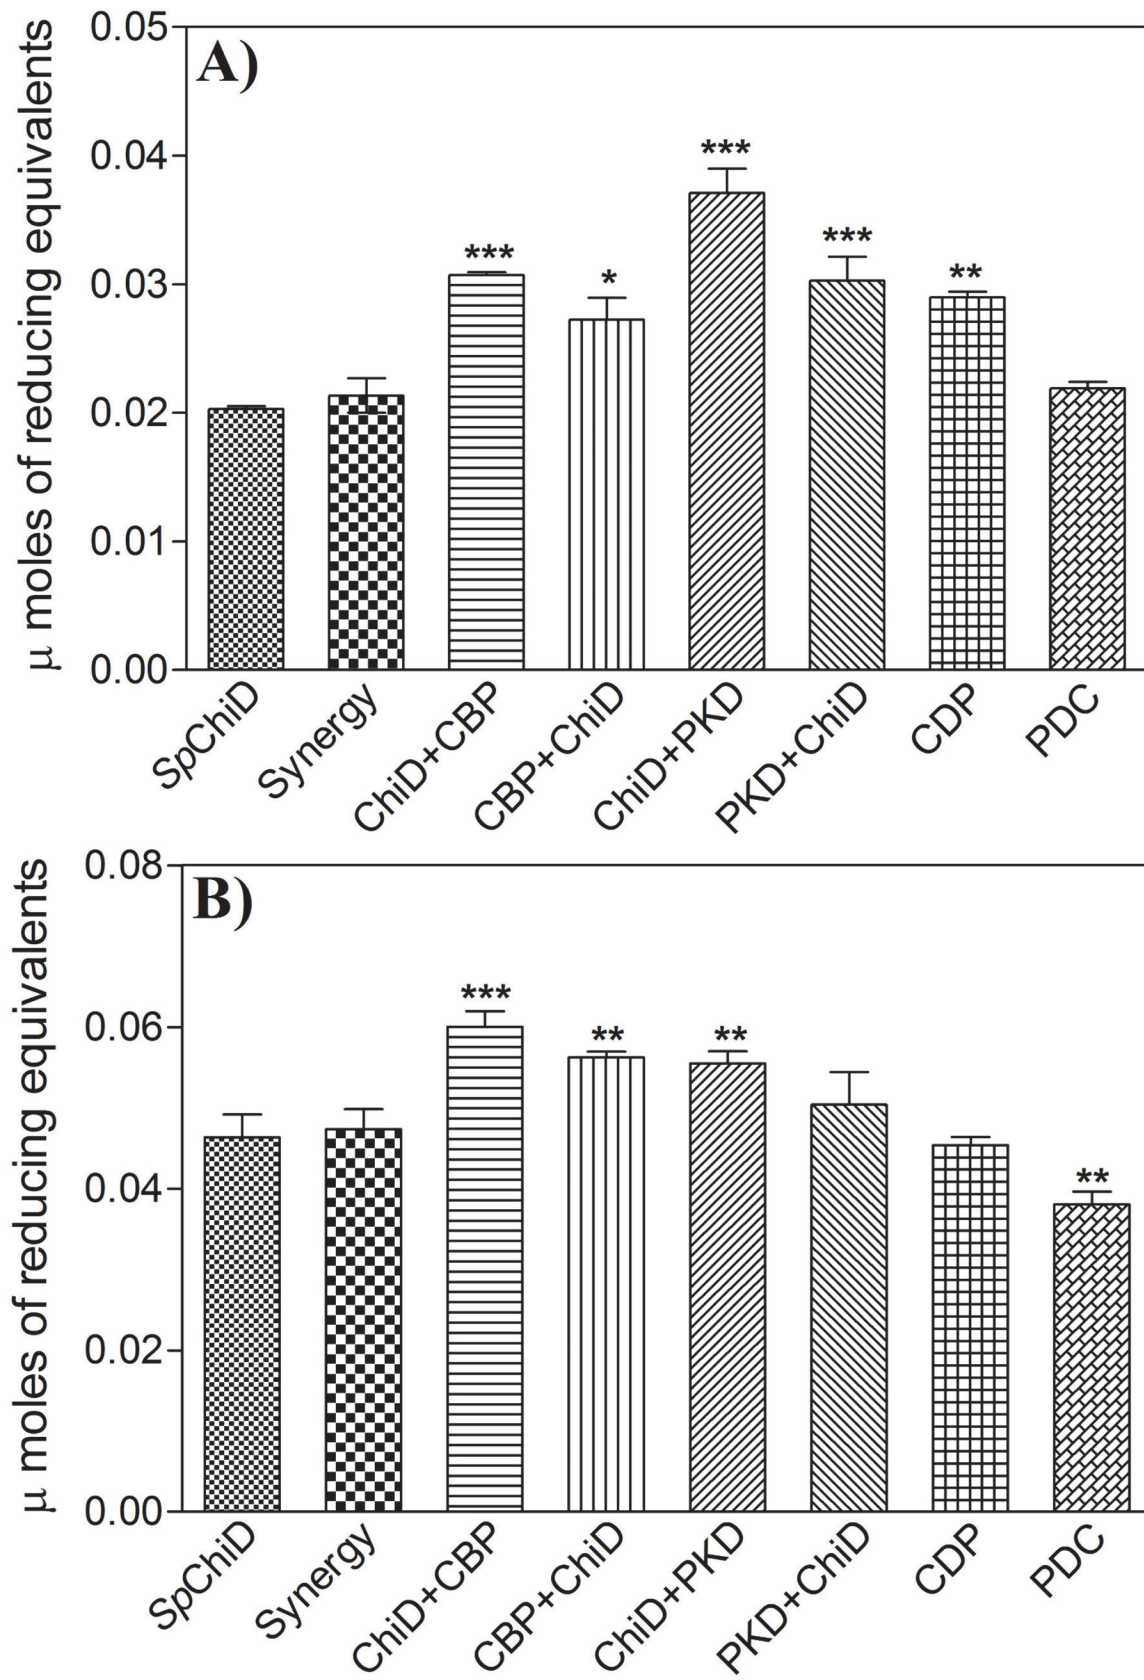 A)
μ moles of reducing equivalents
0.05
0.04
0.03
0.02
0.01
0.00
***
*
***
***
**
SpChiD
Synergy
ChiD+CBP
CBP+ChiD
ChiD+PKD
PKD+ChiD
CDP
PDC
B)
μ moles of reducing equivalents
0.08
0.06
0.04
0.02
0.00
***
**
**
**
SpChiD
Synergy
ChiD+CBP
CBP+ChiD
ChiD+PKD
PKD+ChiD
CDP
PDC